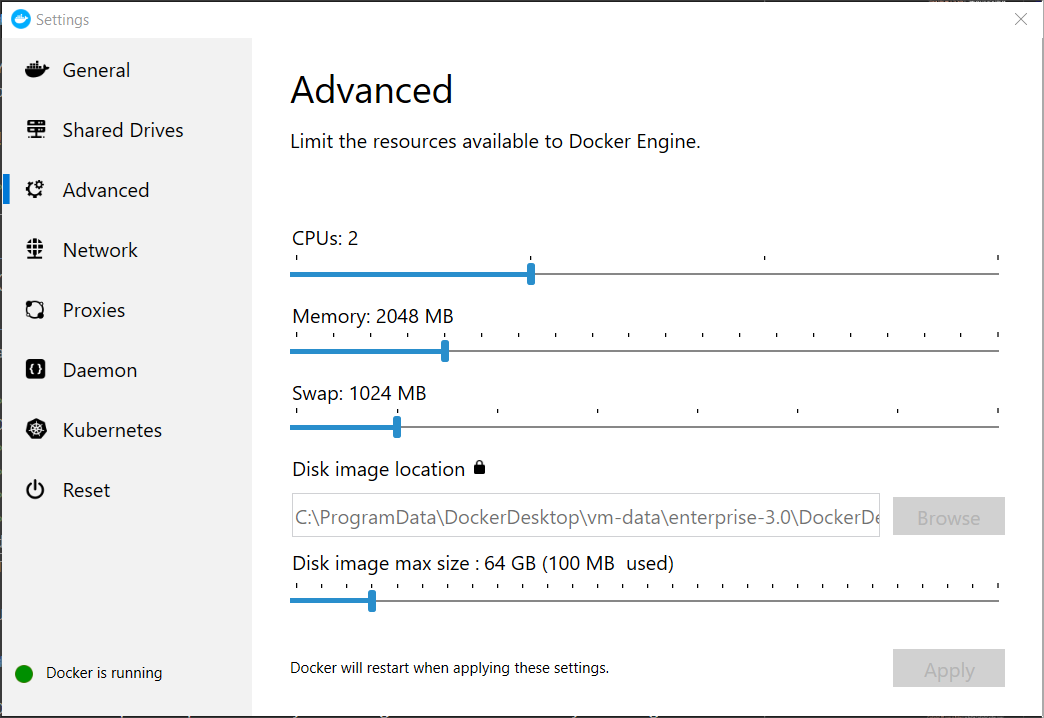 Settings
General
Shared Drives
Advanced
Network
Proxies
Daemon
Kubernetes
Reset
Docker is running
Advanced
Limit the resources available to Docker Engine.
CPUs: 2
Memory: 2048 MB
Swap: 1024 MB
Disk image location
C:\ProgramData\DockerDesktop\vm-data\enterprise-3.0\DockerDe
Browse
Disk image max size : 64 GB (100 MB  used)
Docker will restart when applying these settings.
Apply